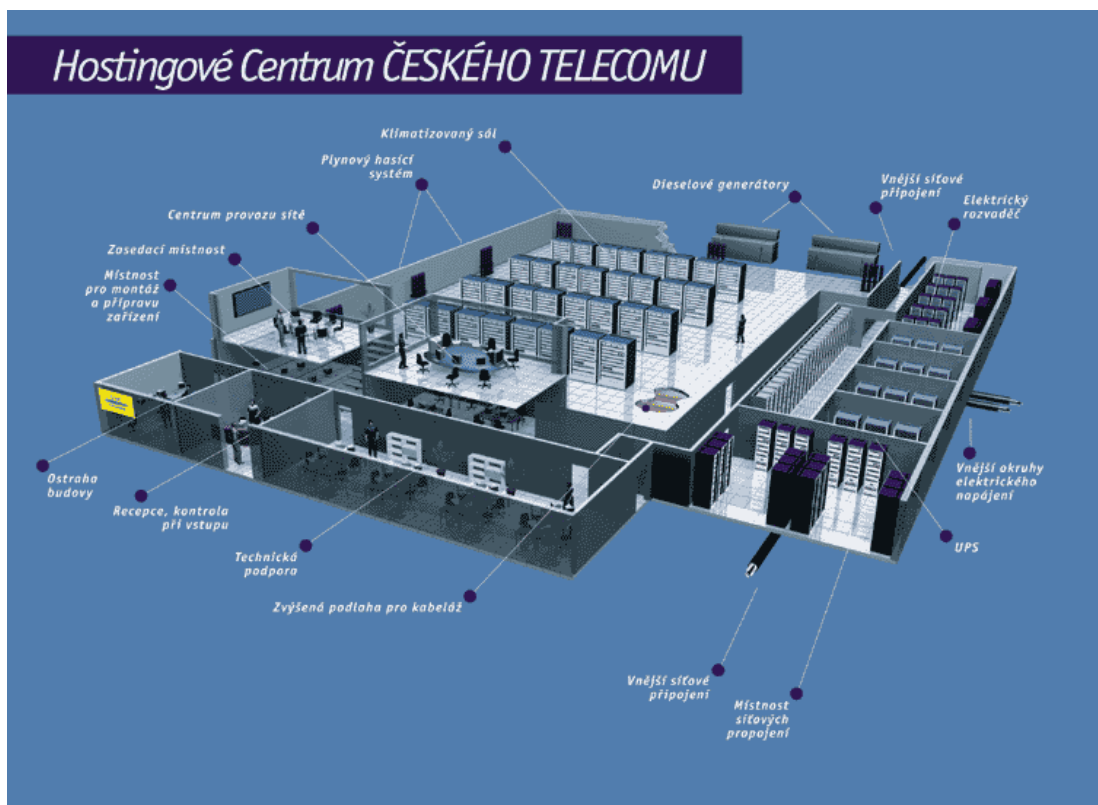 Hostingové Centrum ČESKÉHO TELECOMU
Klimatizovaný sál
Plynový hasící
systém
Dieselové generátory
Vnější síťové
připojení
Elektrický
rozvaděč
Centrum provozu sítě
Zasedací místnost
Místnost
pro montáž
a přípravu
zařízení
Ostraha
budovy
Recepce, kontrola
při vstupu
Technická
podpora
Zvýšená podlaha pro kabeláž
Vnější okruhy
elektrického
napájení
UPS
Vnější síťové
připojení
Místnost
síťových
propojení